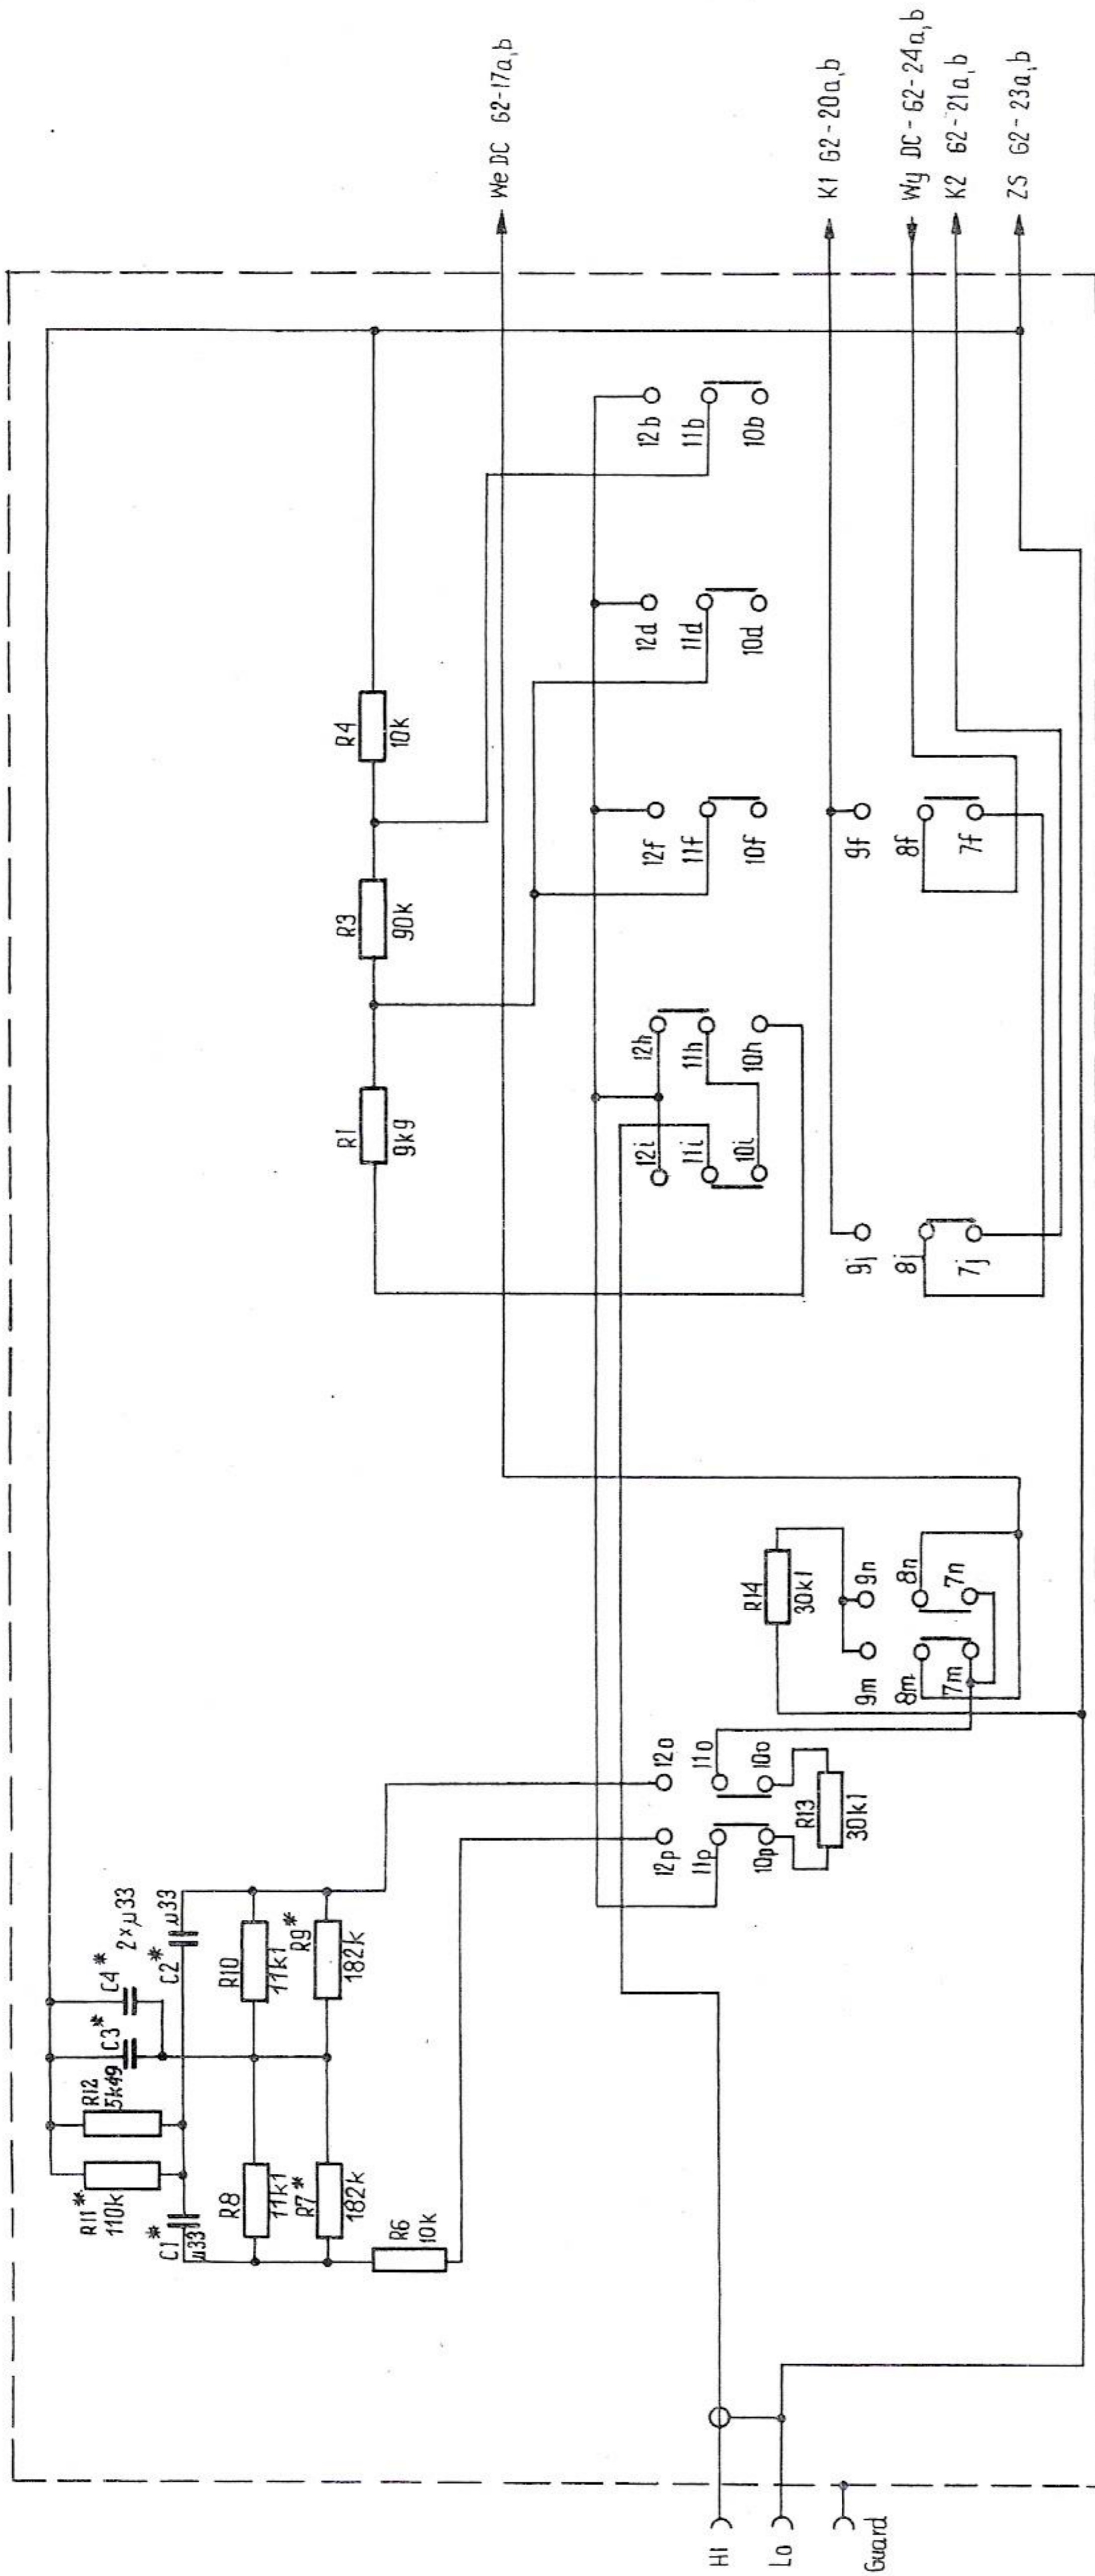 R11*
110k
R12
5k49
C3*
C4*
2×µ33
C1*
µ33
C2*
µ33
R8
11k1
R10
11k1
R7*
182k
R9*
182k
R6
10k
R1
9k9
R3
90k
R4
10k
We DC G2-17a,b
12p
12o
11p
11o
10p
10o
R13
30k1
R14
30k1
9m
9n
8m
8n
7m
7n
12i
12h
11i
11h
10i
10h
12f
11f
10f
12d
11d
10d
12b
11b
10b
9j
8j
7j
9f
8f
7f
K1 G2-20a,b
Wy DC-G2-24a,b
K2 G2-21a,b
ZS G2-23a,b
HI
Lo
Guard